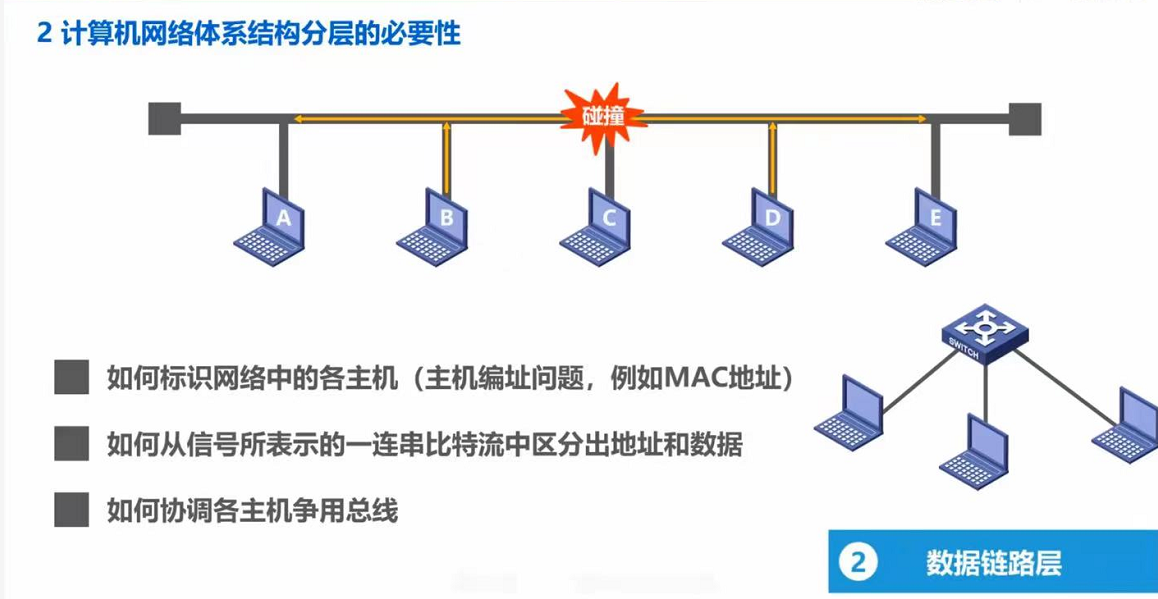 2 计算机网络体系结构分层的必要性
碰撞
A
B
C
D
E
SWITCH
如何标识网络中的各主机（主机编址问题，例如MAC地址）
如何从信号所表示的一连串比特流中区分出地址和数据
如何协调各主机争用总线
2 数据链路层